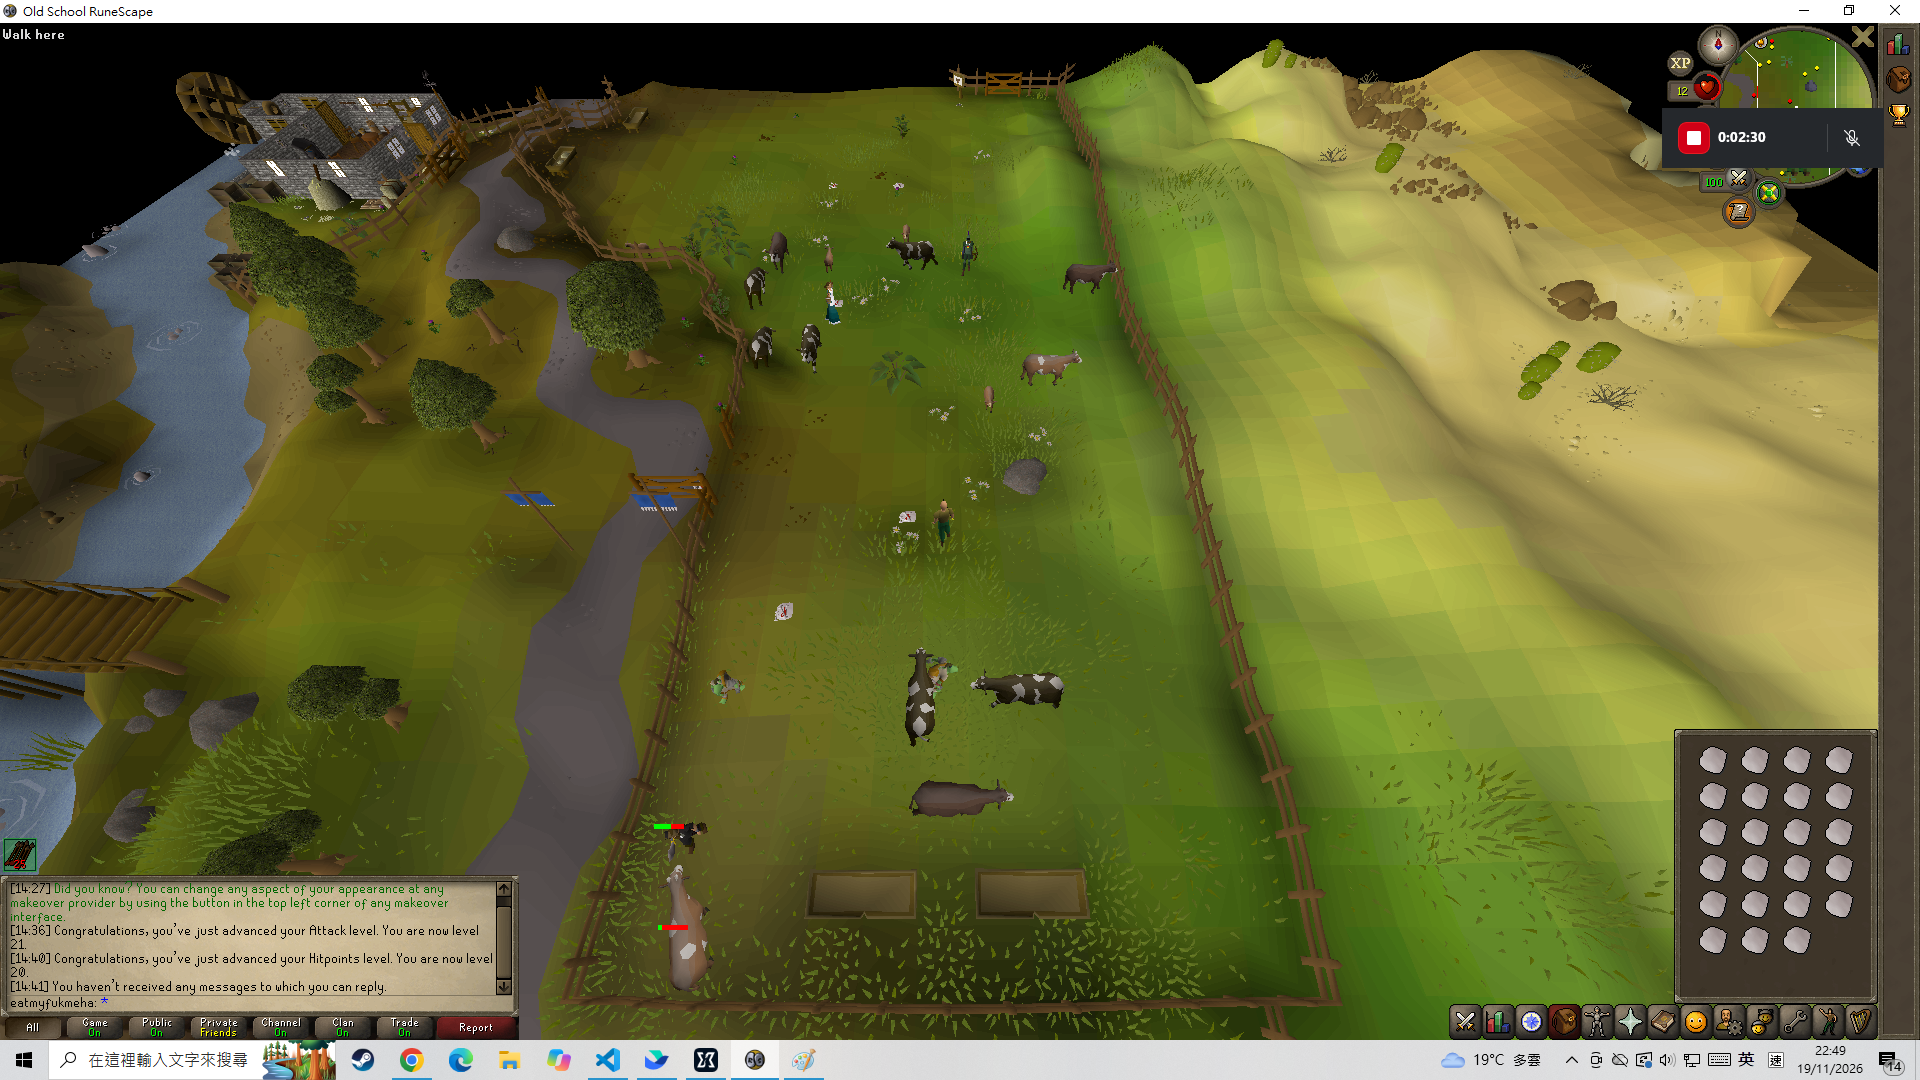 Old School RuneScape
Walk here
N
XP
12
0:02:30
100
25
[14:27] Did you know? You can change any aspect of your appearance at any
makeover provider by using the button in the top left corner of any makeover
interface.
[14:36] Congratulations, you've just advanced your Attack level. You are now level
21.
[14:40] Congratulations, you've just advanced your Hitpoints level. You are now level
20.
[14:41] You haven't received any messages to which you can reply.
eatmyfukmeha: *
All
Game
On
Public
On
Private
Friends
Channel
On
Clan
On
Trade
On
Report
在這裡輸入文字來搜尋
19°C 多雲
英
速
22:49
19/11/2026
14